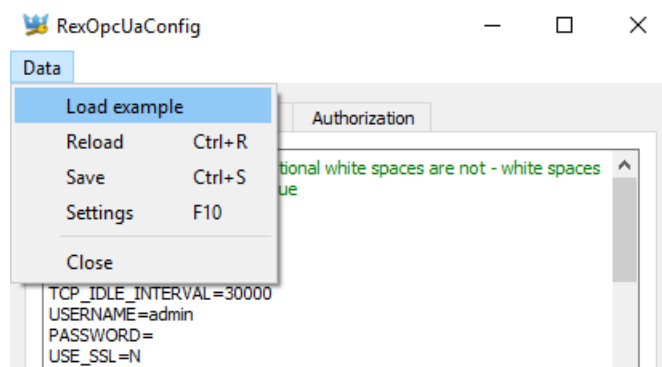 RexOpcUaConfig
Data
Load example
Authorization
Reload Ctrl+R
tional white spaces are not - white spaces
Save Ctrl+S
ue
Settings F10
Close
TCP_IDLE_INTERVAL=30000
USERNAME=admin
PASSWORD=
USE_SSL=N